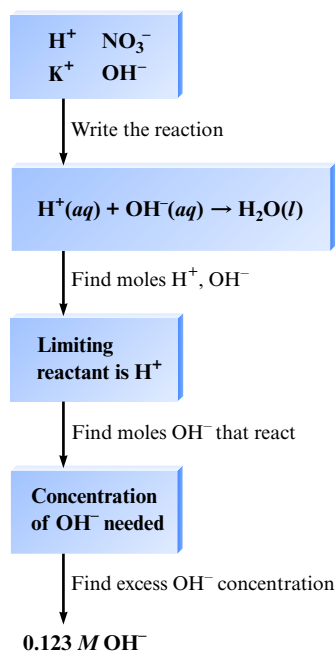 H⁺ NO₃⁻
K⁺ OH⁻
Write the reaction
H⁺(aq) + OH⁻(aq) → H₂O(l)
Find moles H⁺, OH⁻
Limiting
reactant is H⁺
Find moles OH⁻ that react
Concentration
of OH⁻ needed
Find excess OH⁻ concentration
0.123 M OH⁻